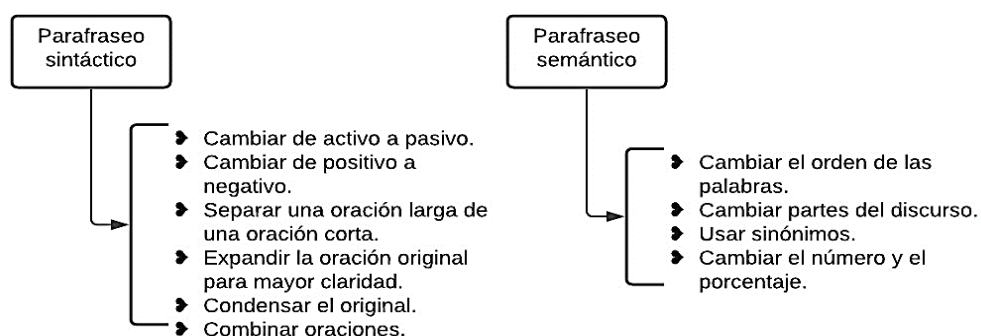 Parafraseo
sintáctico
❥ Cambiar de activo a pasivo.
❥ Cambiar de positivo a
negativo.
❥ Separar una oración larga de
una oración corta.
❥ Expandir la oración original
para mayor claridad.
❥ Condensar el original.
❥ Combinar oraciones.
Parafraseo
semántico
❥ Cambiar el orden de las
palabras.
❥ Cambiar partes del discurso.
❥ Usar sinónimos.
❥ Cambiar el número y el
porcentaje.